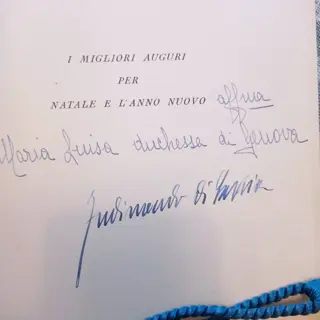 I MIGLIORI AUGURI
PER
NATALE E L'ANNO NUOVO affma
Maria Luisa duchessa di Genova
Ferdinando di Savoia